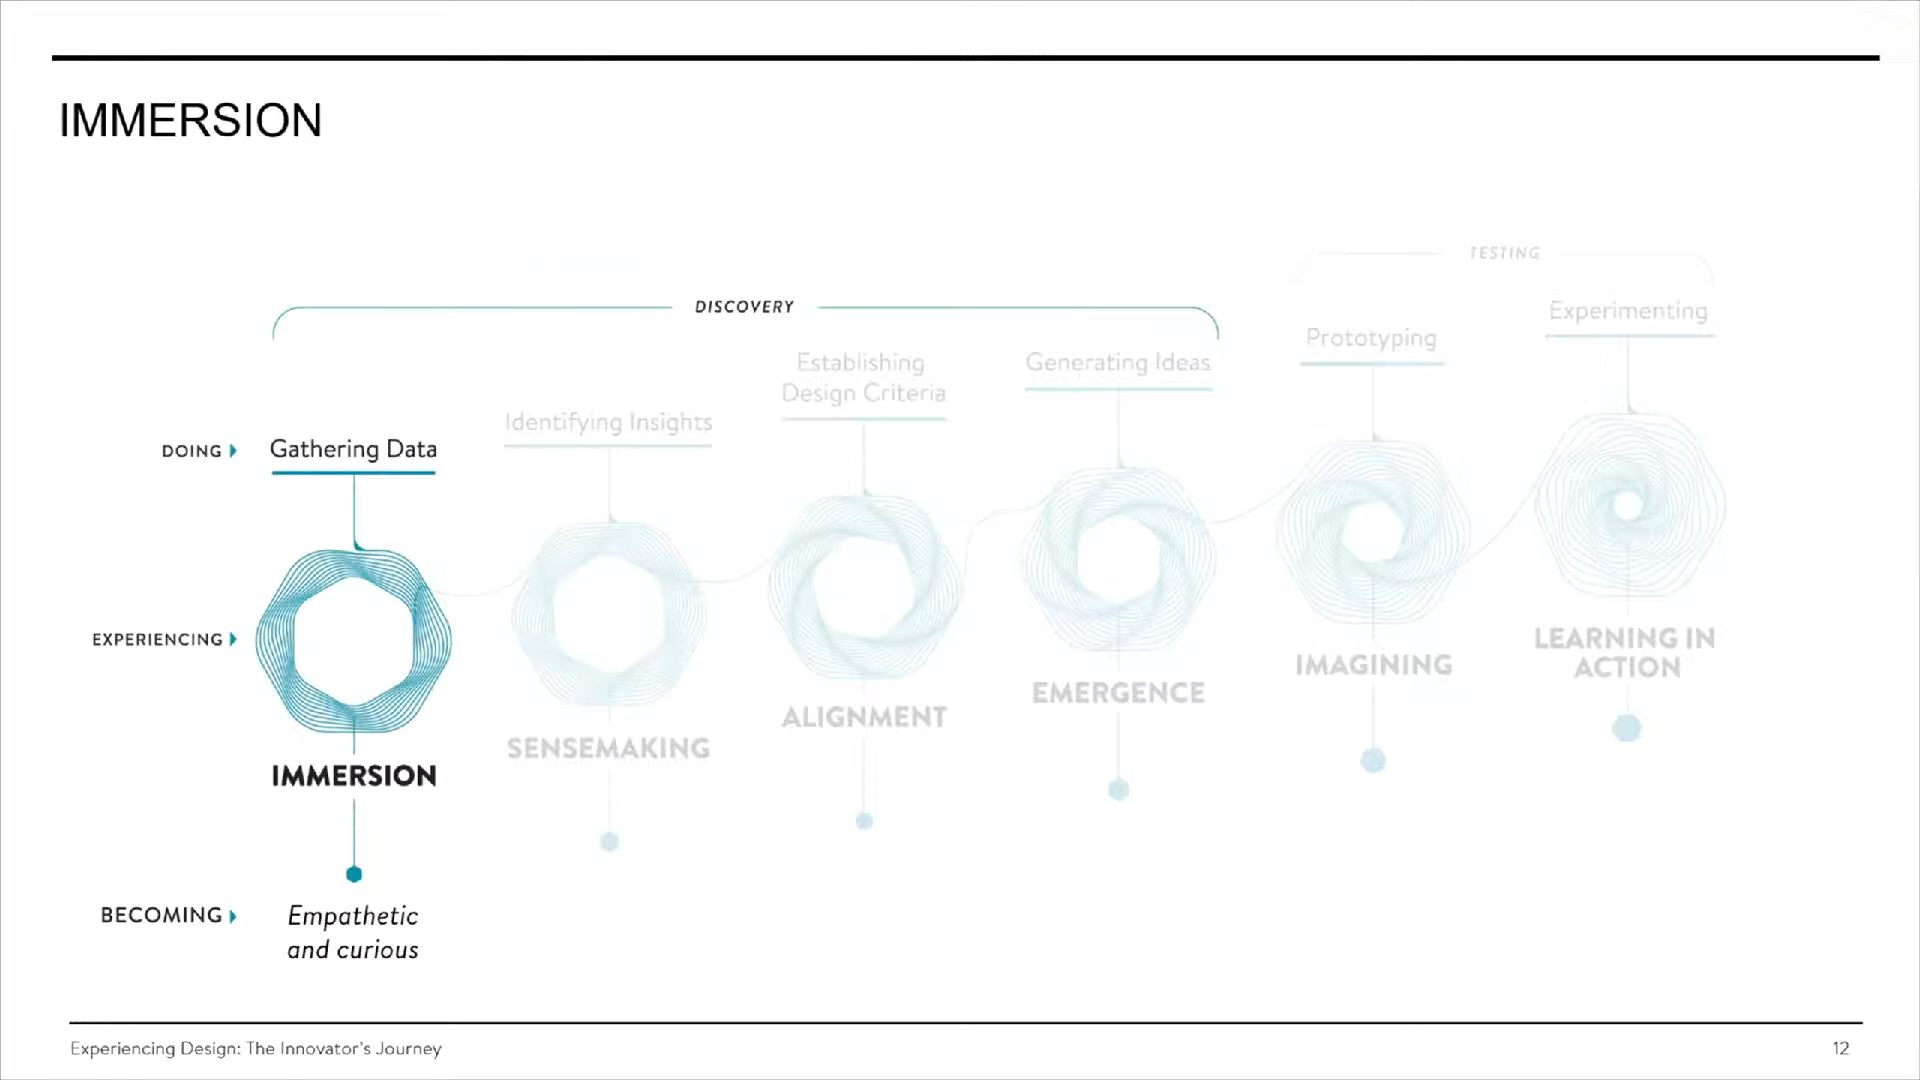 IMMERSION
TESTING
DISCOVERY
Experimenting
Prototyping
Establishing
Design Criteria
Generating Ideas
Identifying Insights
DOING
Gathering Data
EXPERIENCING
IMMERSION
SENSEMAKING
ALIGNMENT
EMERGENCE
IMAGINING
LEARNING IN
ACTION
BECOMING
Empathetic
and curious
Experiencing Design: The Innovator's Journey
12